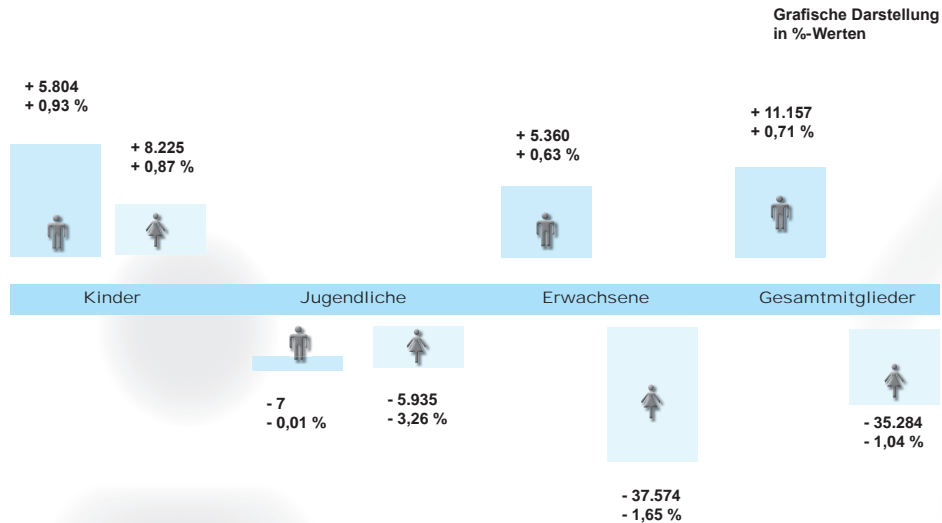 Grafische Darstellung
in %-Werten
+ 5.804
+ 0,93 %
+ 8.225
+ 0,87 %
+ 5.360
+ 0,63 %
+ 11.157
+ 0,71 %
Kinder
Jugendliche
Erwachsene
Gesamtmitglieder
- 7
- 0,01 %
- 5.935
- 3,26 %
- 37.574
- 1,65 %
- 35.284
- 1,04 %